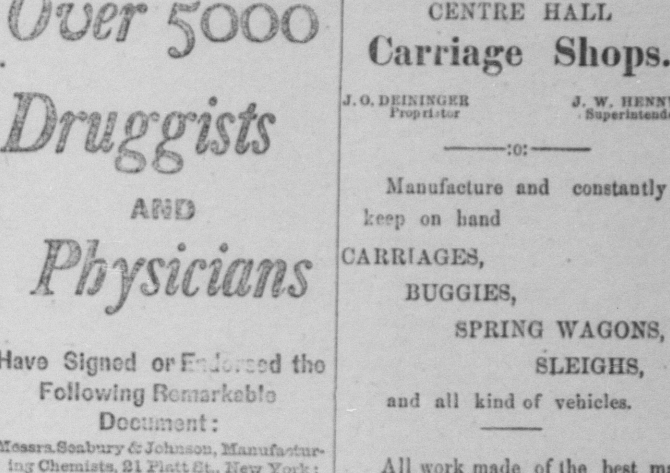 Over 5000
Druggists
AND
Physicians
Have Signed or Endorsed the
Following Remarkable
Document:
Messrs. Seabury & Johnson, Manufactur-
ing Chemists, 21 Platt St., New York:
CENTRE HALL
Carriage Shops.
J. O. DEININGER
Proprietor
J. W. HENN
Superintend
:o:
Manufacture and constantly
keep on hand
CARRIAGES,
BUGGIES,
SPRING WAGONS,
SLEIGHS,
and all kind of vehicles.
All work made of the best